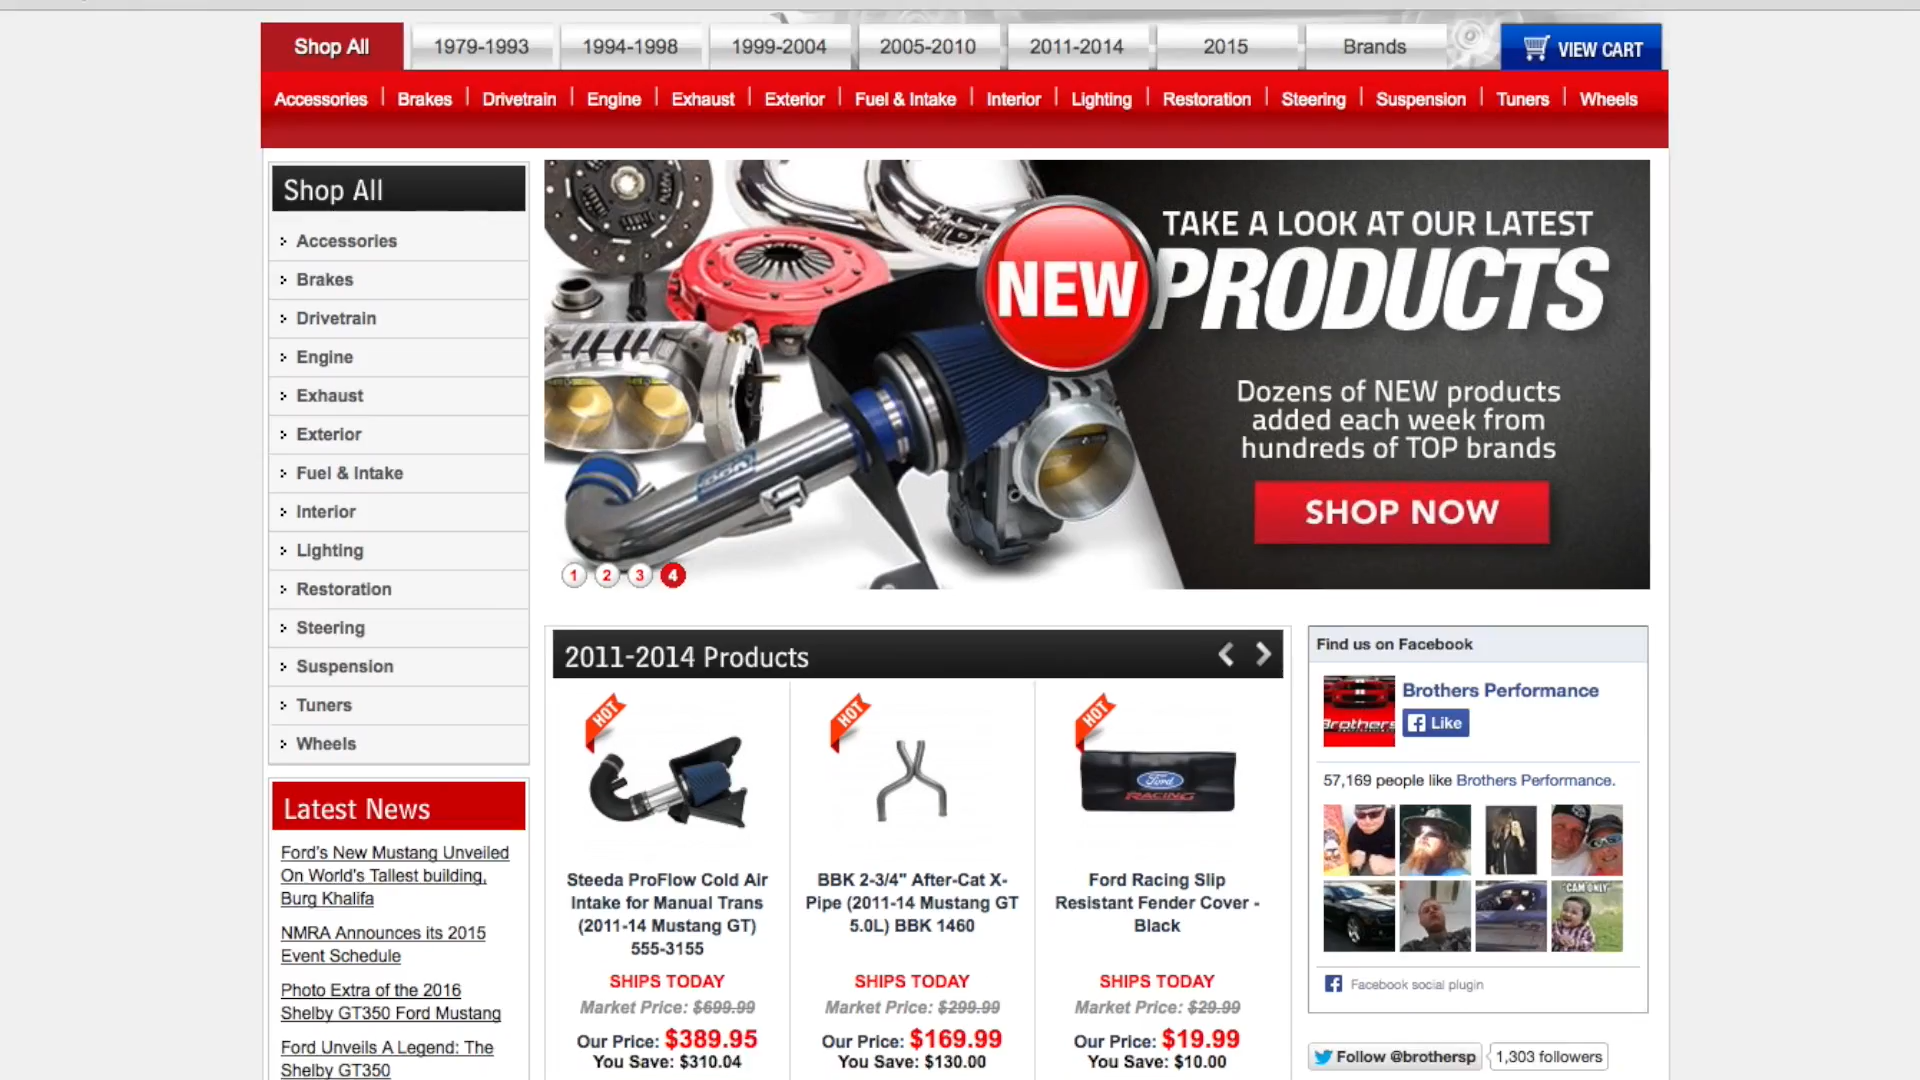 Shop All
1979-1993
1994-1998
1999-2004
2005-2010
2011-2014
2015
Brands
VIEW CART
Accessories
Brakes
Drivetrain
Engine
Exhaust
Exterior
Fuel & Intake
Interior
Lighting
Restoration
Steering
Suspension
Tuners
Wheels
Shop All
Accessories
Brakes
Drivetrain
Engine
Exhaust
Exterior
Fuel & Intake
Interior
Lighting
Restoration
Steering
Suspension
Tuners
Wheels
Latest News
Ford's New Mustang Unveiled
On World's Tallest building,
Burg Khalifa
NMRA Announces its 2015
Event Schedule
Photo Extra of the 2016
Shelby GT350 Ford Mustang
Ford Unveils A Legend: The
Shelby GT350
TAKE A LOOK AT OUR LATEST
NEW PRODUCTS
Dozens of NEW products
added each week from
hundreds of TOP brands
SHOP NOW
BBK
1 2 3 4
2011-2014 Products
HOT
Steeda ProFlow Cold Air
Intake for Manual Trans
(2011-14 Mustang GT)
555-3155
SHIPS TODAY
Market Price: $699.99
Our Price: $389.95
You Save: $310.04
HOT
BBK 2-3/4" After-Cat X-
Pipe (2011-14 Mustang GT
5.0L) BBK 1460
SHIPS TODAY
Market Price: $299.99
Our Price: $169.99
You Save: $130.00
HOT
Ford
RACING
Ford Racing Slip
Resistant Fender Cover -
Black
SHIPS TODAY
Market Price: $29.99
Our Price: $19.99
You Save: $10.00
Find us on Facebook
Brothers
Brothers Performance
Like
57,169 people like Brothers Performance.
"CAM ONLY"
Facebook social plugin
Follow @brothersp
1,303 followers